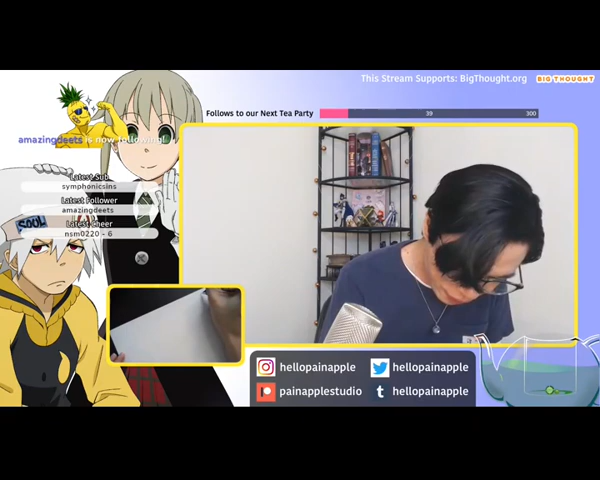 This Stream Supports: BigThought.org
BIG THOUGHT
Follows to our Next Tea Party
39
300
amazingdeets is now following!
Latest Sub
symphonicsins
Latest Follower
amazingdeets
Latest Cheer
nsm0220 - 6
SOUL
hellopainapple
hellopainapple
painapplestudio
hellopainapple